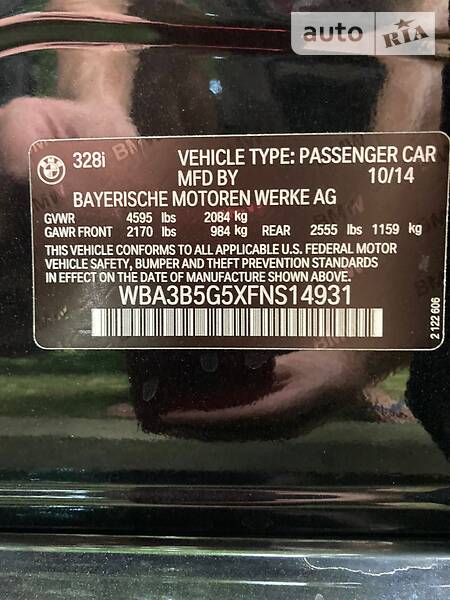 auto RIA
328i VEHICLE TYPE: PASSENGER CAR
MFD BY 10/14
BAYERISCHE MOTOREN WERKE AG
GVWR 4595 lbs 2084 kg
GAWR FRONT 2170 lbs 984 kg REAR 2555 lbs 1159 kg
THIS VEHICLE CONFORMS TO ALL APPLICABLE U.S. FEDERAL MOTOR
VEHICLE SAFETY, BUMPER AND THEFT PREVENTION STANDARDS
IN EFFECT ON THE DATE OF MANUFACTURE SHOWN ABOVE.
WBA3B5G5XFNS14931
2 122 606